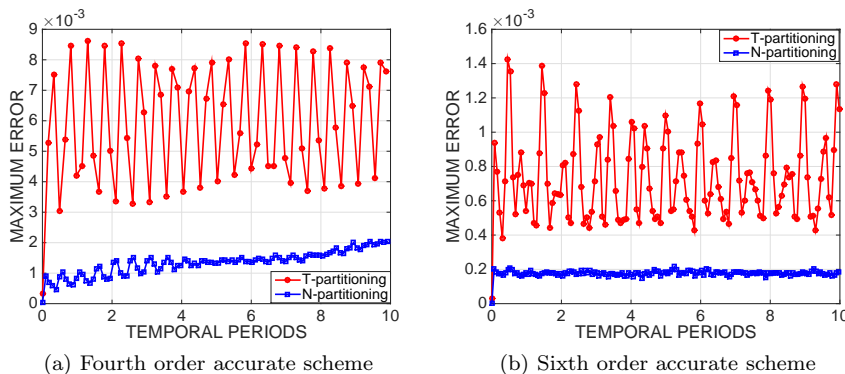 ×10⁻³
9
8
7
6
5
4
3
2
1
0
MAXIMUM ERROR
T-partitioning
N-partitioning
0 2 4 6 8 10
TEMPORAL PERIODS
(a) Fourth order accurate scheme
×10⁻³
1.6
1.4
1.2
1
0.8
0.6
0.4
0.2
0
MAXIMUM ERROR
T-partitioning
N-partitioning
0 2 4 6 8 10
TEMPORAL PERIODS
(b) Sixth order accurate scheme